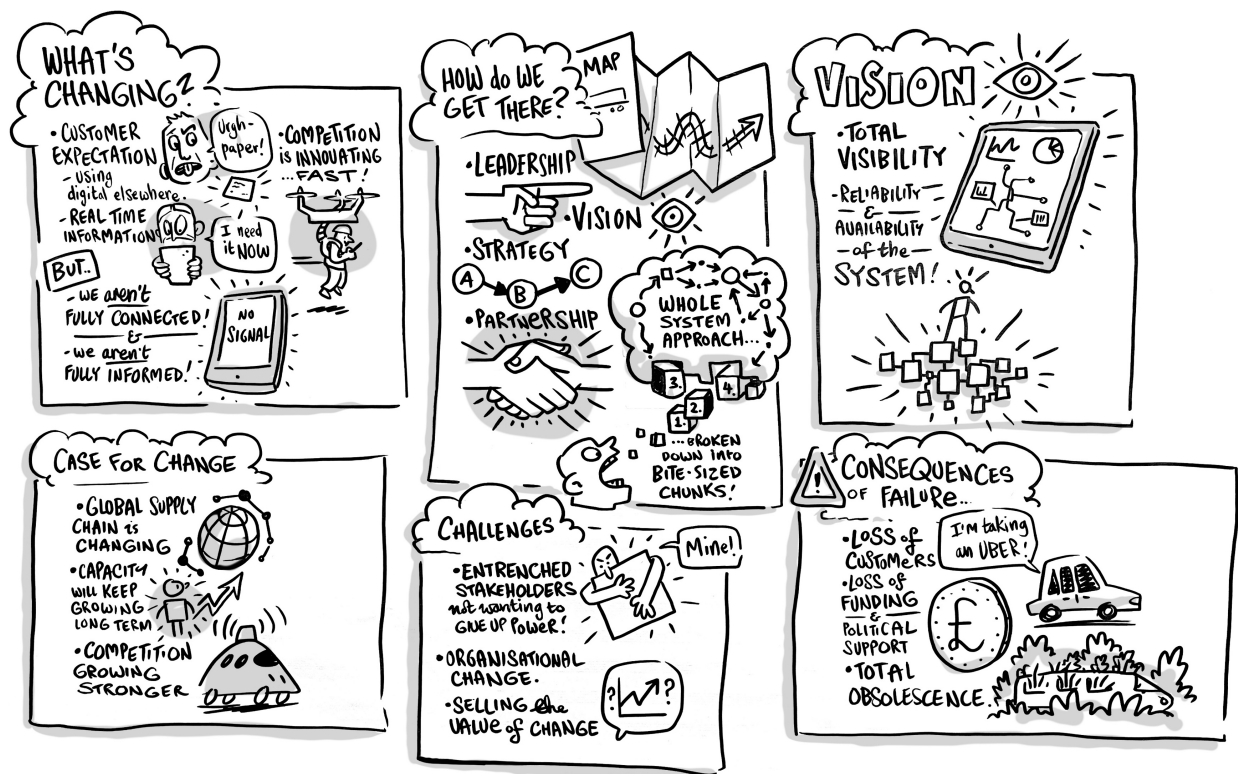 WHAT'S
CHANGING?
• CUSTOMER
EXPECTATION
- using
digital elsewhere.
- REAL TIME
INFORMATION
Urgh-
paper!
I need
it NOW
• COMPETITION
is INNOVATING
...FAST!
BUT..
- WE aren't
FULLY CONNECTED!
&
- we aren't
FULLY INFORMED!
NO
SIGNAL
HOW do WE
GET THERE?
MAP
• LEADERSHIP
• VISION
• STRATEGY
A
B
C
• PARTNERSHIP
WHOLE
SYSTEM
APPROACH...
3.
4.
2.
1.
...BROKEN
DOWN into
BITE-SIZED
CHUNKS!
VISION
• TOTAL
VISIBILITY
- RELIABILITY
&
AVAILABILITY
- of the
SYSTEM!
CASE FOR CHANGE
• GLOBAL SUPPLY
CHAIN is
CHANGING
• CAPACITY
WILL KEEP
GROWING
LONG TERM
• COMPETITION
GROWING
STRONGER
CHALLENGES
• ENTRENCHED
STAKEHOLDERS
not wanting to
GIVE UP POWER!
Mine!
• ORGANISATIONAL
CHANGE.
• SELLING the
VALUE of CHANGE
? ?
!
CONSEQUENCES
OF FAILURE...
• LOSS of
CUSTOMERS
• LOSS of
FUNDING
&
POLITICAL
SUPPORT
• TOTAL
OBSOLESCENCE.
I'm taking
an UBER!
£